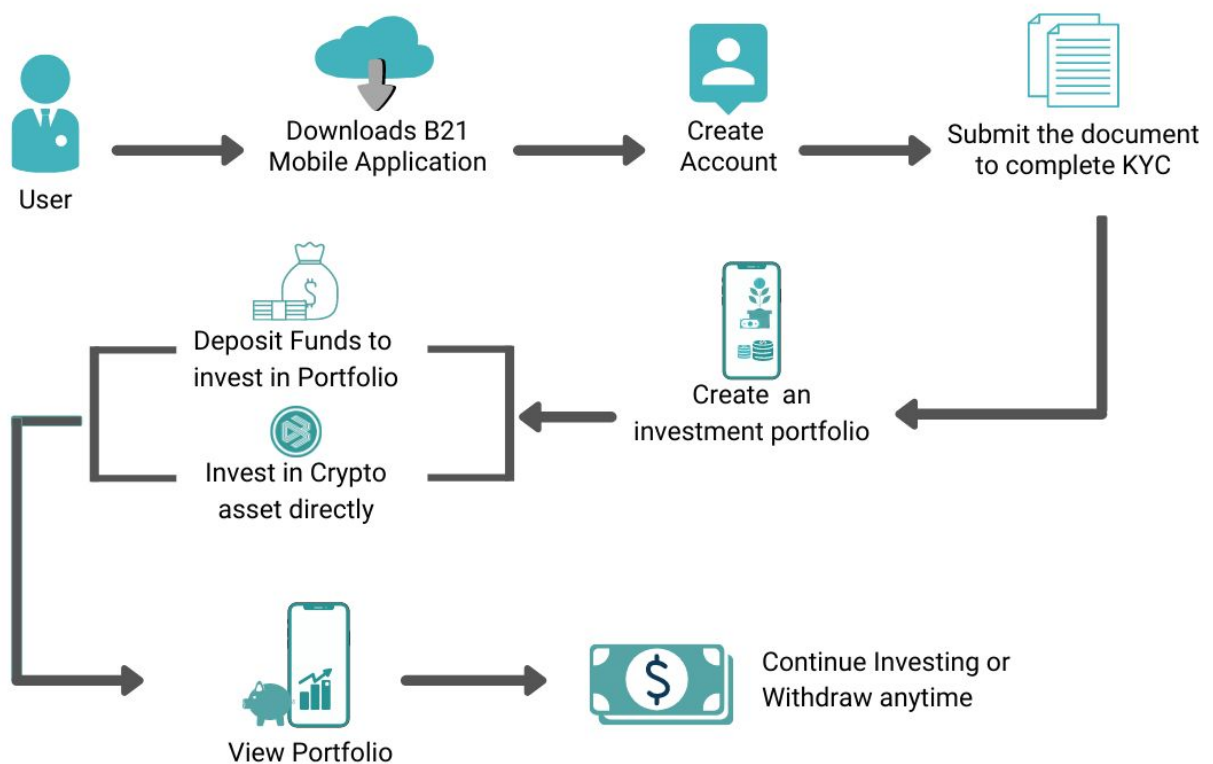 User
Downloads B21
Mobile Application
Create
Account
Submit the document
to complete KYC
Create an
investment portfolio
$
Deposit Funds to
invest in Portfolio
Invest in Crypto
asset directly
View Portfolio
$
Continue Investing or
Withdraw anytime